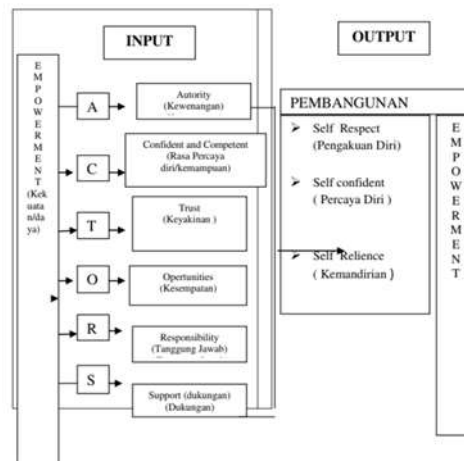 INPUT
OUTPUT
E
M
P
O
W
E
R
M
E
N
T
(Kek
uata
n/da
ya)
A
Autority
(Kewenangan)
C
Confident and Competent
(Rasa Percaya
diri/kemampuan)
T
Trust
(Keyakinan )
O
Opertunities
(Kesempatan)
R
Responsibility
(Tanggung Jawab)
S
Support (dukungan)
(Dukungan)
PEMBANGUNAN
➢ Self Respect
(Pengakuan Diri)
➢ Self confident
( Percaya Diri )
➢ Self Relience
( Kemandirian )
E
M
P
O
W
E
R
M
E
N
T